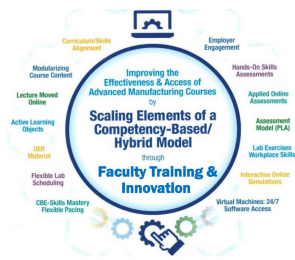 Curriculum/Skills
Alignment
Employer
Engagement
Modularizing
Course Content
Hands-On Skills
Assessments
Lecture Moved
Online
Applied Online
Assessments
Active Learning
Objects
Assessment
Model (PLA)
OER
Material
Lab Exercises
Workplace Skills
Flexible Lab
Scheduling
Interactive Online
Simulations
CBE-Skills Mastery
Flexible Pacing
Virtual Machines: 24/7
Software Access
Improving the
Effectiveness & Access of
Advanced Manufacturing Courses
by
Scaling Elements of a
Competency-Based/
Hybrid Model
through
Faculty Training &
Innovation